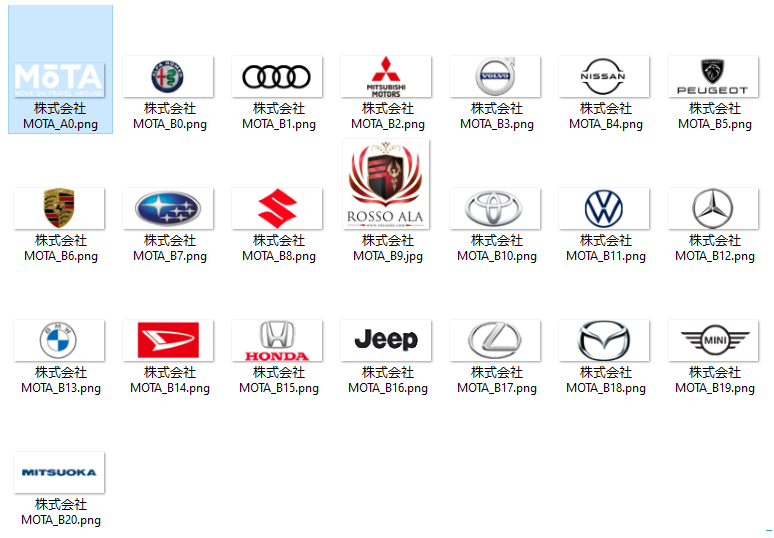 MōTA
MOVE ON-TRAVEL AROUND
株式会社
MOTA_A0.png
ALFA ROMEO
株式会社
MOTA_B0.png
株式会社
MOTA_B1.png
MITSUBISHI
MOTORS
株式会社
MOTA_B2.png
VOLVO
株式会社
MOTA_B3.png
NISSAN
株式会社
MOTA_B4.png
PEUGEOT
株式会社
MOTA_B5.png
株式会社
MOTA_B6.png
株式会社
MOTA_B7.png
株式会社
MOTA_B8.png
ROSSO ALA
株式会社
MOTA_B9.jpg
株式会社
MOTA_B10.png
株式会社
MOTA_B11.png
株式会社
MOTA_B12.png
BMW
株式会社
MOTA_B13.png
株式会社
MOTA_B14.png
HONDA
株式会社
MOTA_B15.png
Jeep
株式会社
MOTA_B16.png
株式会社
MOTA_B17.png
株式会社
MOTA_B18.png
MINI
株式会社
MOTA_B19.png
MITSUOKA
株式会社
MOTA_B20.png